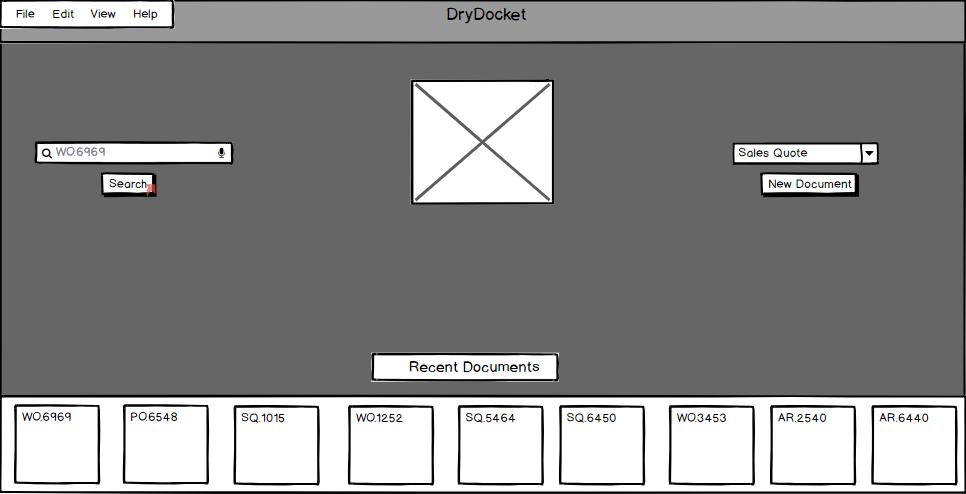 File Edit View Help
DryDocket
WO.6969
Search
Sales Quote
New Document
Recent Documents
WO.6969 PO.6548 SQ.1015 WO.1252 SQ.5464 SQ.6450 WO.3453 AR.2540 AR.6440